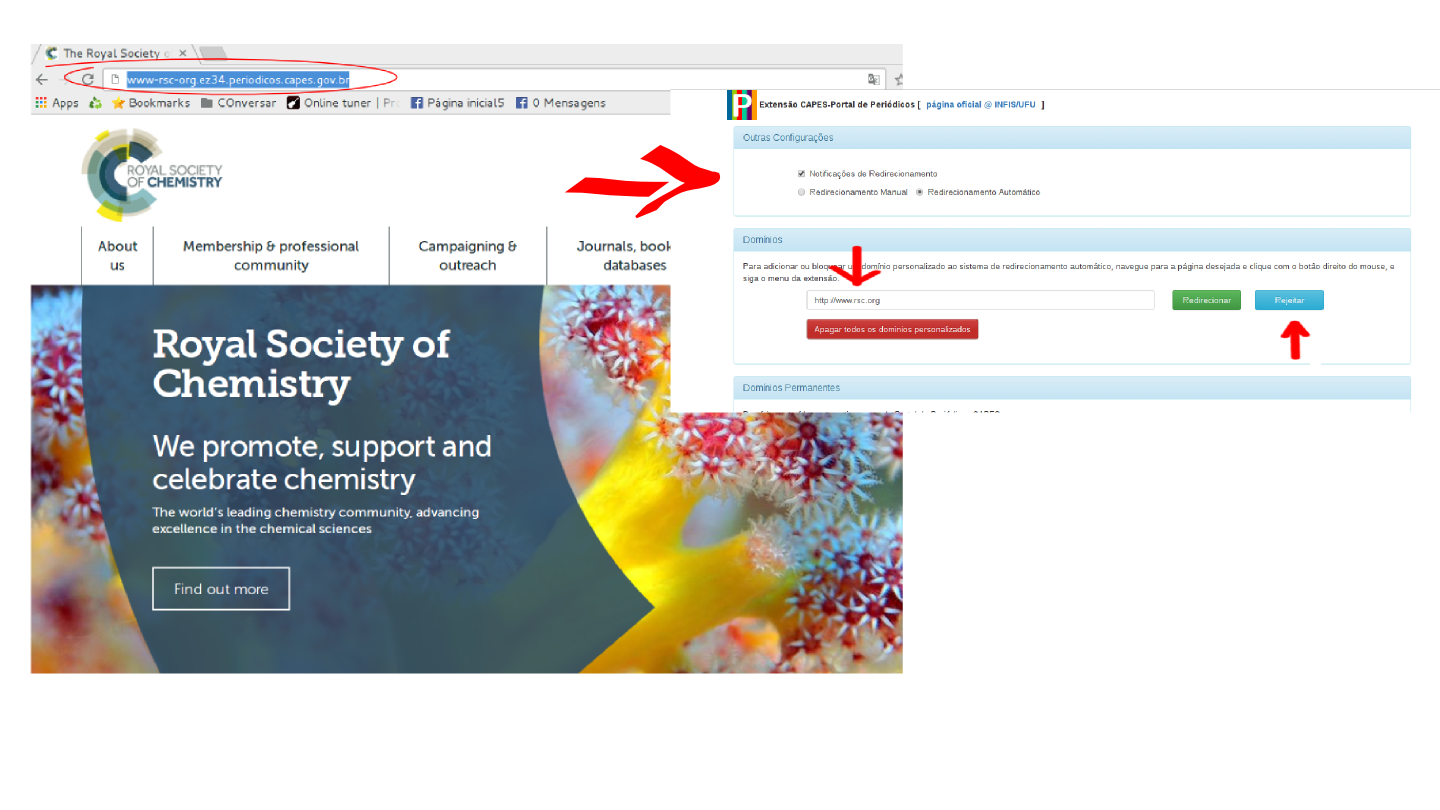 The Royal Society
www-rsc-org.ez34.periodicos.capes.gov.br
Apps Bookmarks COnversar Online tuner | Pr Página inicial5 0 Mensagens
ROYAL SOCIETY
OF CHEMISTRY
About us
Membership & professional community
Campaigning & outreach
Journals, book
databases
Royal Society of
Chemistry
We promote, support and
celebrate chemistry
The world's leading chemistry community, advancing
excellence in the chemical sciences
Find out more
Extensão CAPES-Portal de Periódicos [ página oficial @ INFIS/UFU ]
Outras Configurações
Notificações de Redirecionamento
Redirecionamento Manual Redirecionamento Automático
Domínios
Para adicionar ou bloquear um domínio personalizado ao sistema de redirecionamento automático, navegue para a página desejada e clique com o botão direito do mouse, e
siga o menu da extensão.
http://www.rsc.org Redirecionar Rejeitar
Apagar todos os domínios personalizados
Domínios Permanentes